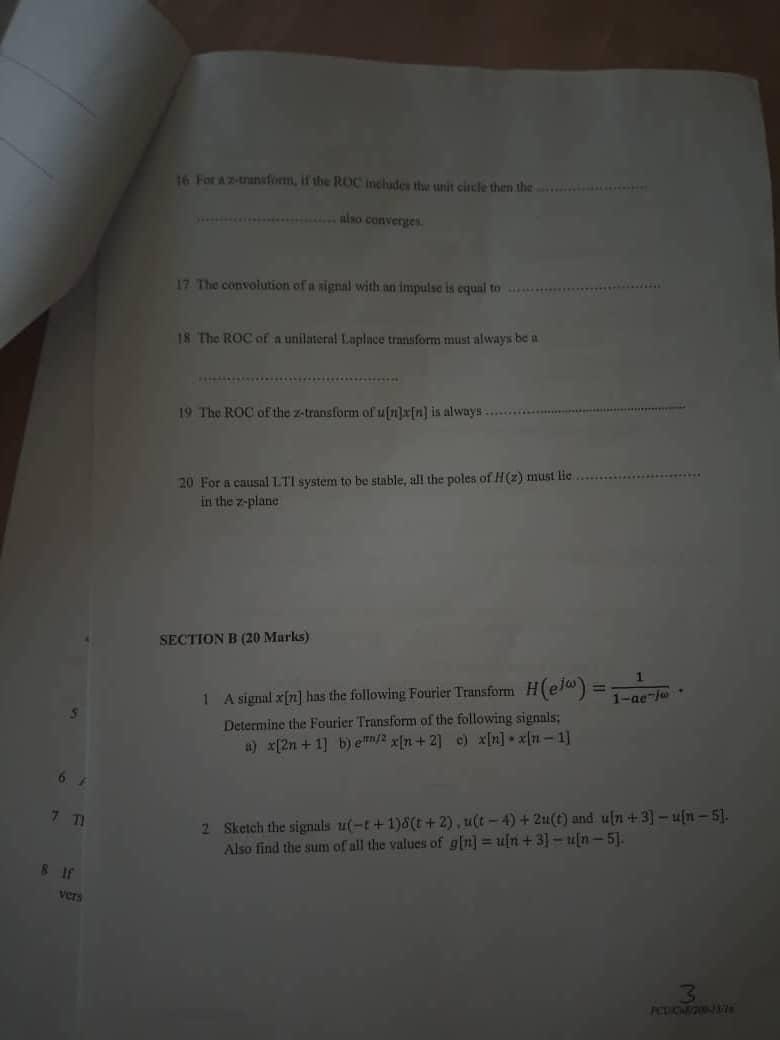 16 For a z-transform, if the ROC includes the unit circle then the ........................
.............................. also converges.
17 The convolution of a signal with an impulse is equal to .................................
18 The ROC of a unilateral Laplace transform must always be a
..........................................
19 The ROC of the z-transform of u[n]x[n] is always ..........................................
20 For a causal LTI system to be stable, all the poles of H(z) must lie ..........................
in the z-plane
SECTION B (20 Marks)
1 A signal x[n] has the following Fourier Transform H(e^{jω}) = 1/(1−ae^{−jω}) .
Determine the Fourier Transform of the following signals;
a) x[2n + 1] b) e^{πn/2} x[n + 2] c) x[n] * x[n − 1]
2 Sketch the signals u(−t + 1)δ(t + 2), u(t − 4) + 2u(t) and u[n + 3] − u[n − 5].
Also find the sum of all the values of g[n] = u[n + 3] − u[n − 5].
5
6
7 Tl
8 If
vers
3